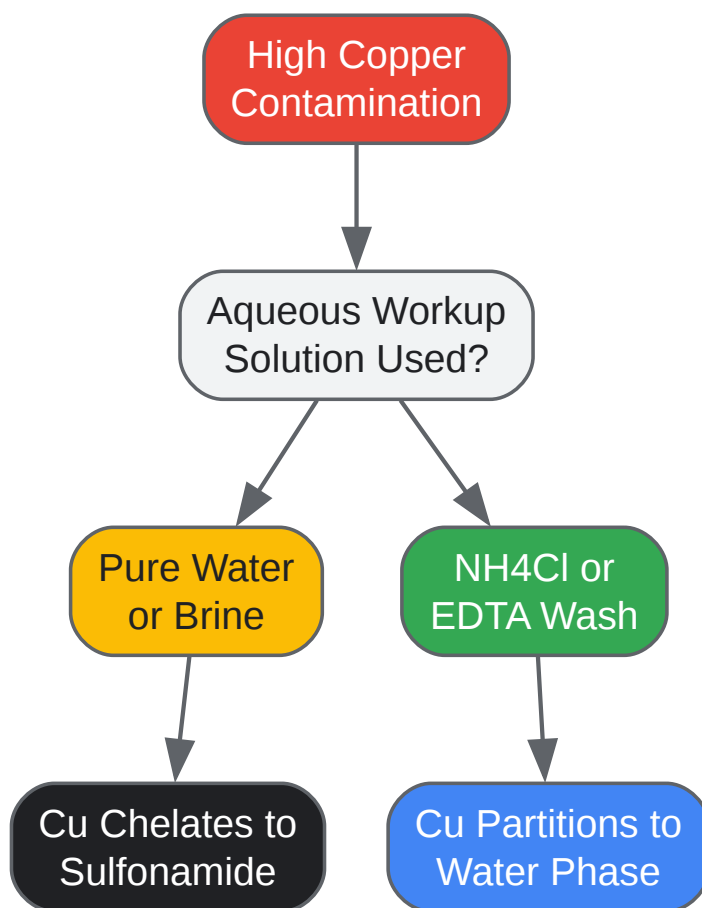 High Copper
Contamination
Aqueous Workup
Solution Used?
Pure Water
or Brine
NH4Cl or
EDTA Wash
Cu Chelates to
Sulfonamide
Cu Partitions to
Water Phase